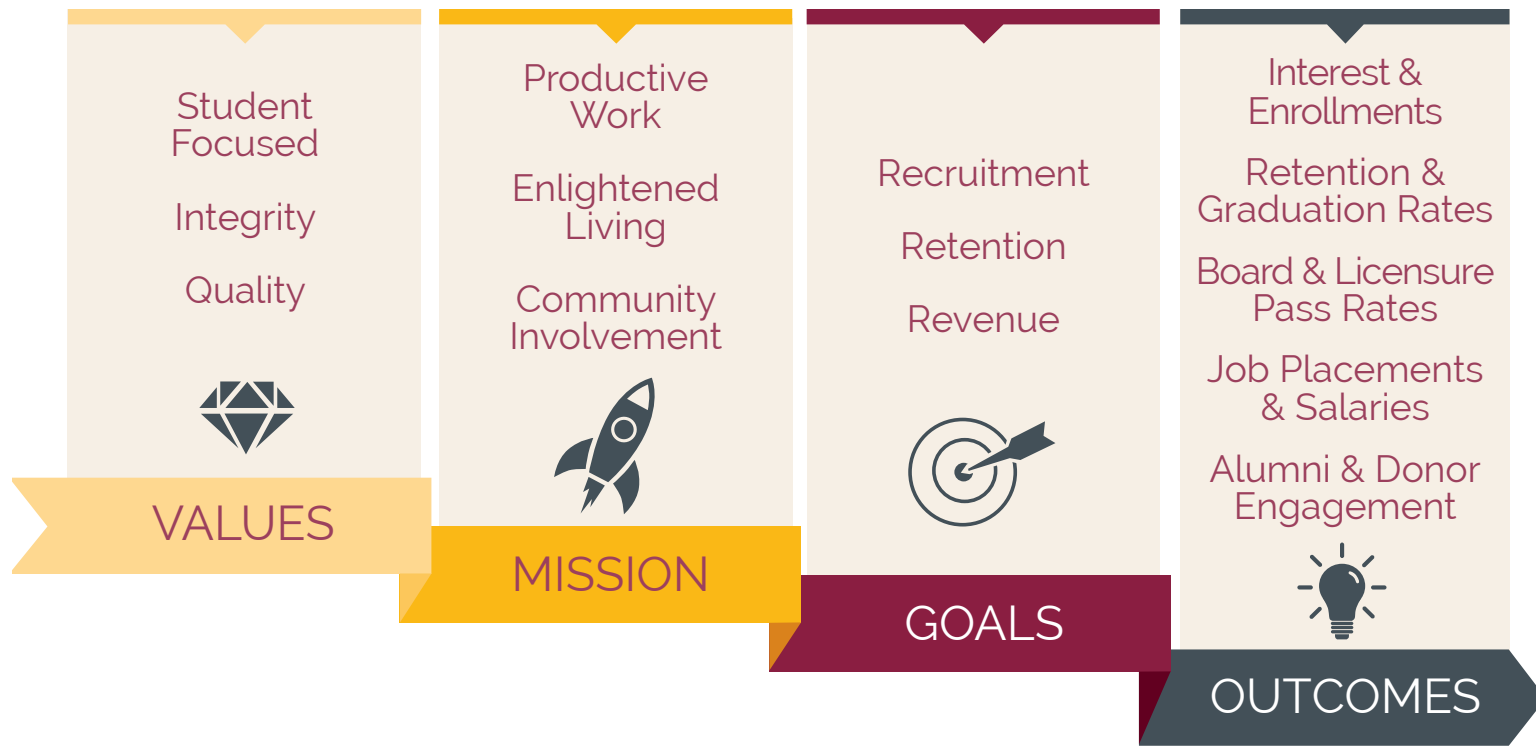 Student
Focused
Integrity
Quality
VALUES
Productive
Work
Enlightened
Living
Community
Involvement
MISSION
Recruitment
Retention
Revenue
GOALS
Interest &
Enrollments
Retention &
Graduation Rates
Board & Licensure
Pass Rates
Job Placements
& Salaries
Alumni & Donor
Engagement
OUTCOMES